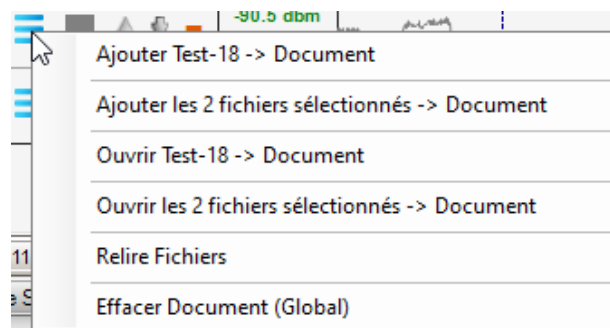 -90.5 dbm
Ajouter Test-18 -> Document
Ajouter les 2 fichiers sélectionnés -> Document
Ouvrir Test-18 -> Document
Ouvrir les 2 fichiers sélectionnés -> Document
11
Relire Fichiers
e S
Effacer Document (Global)